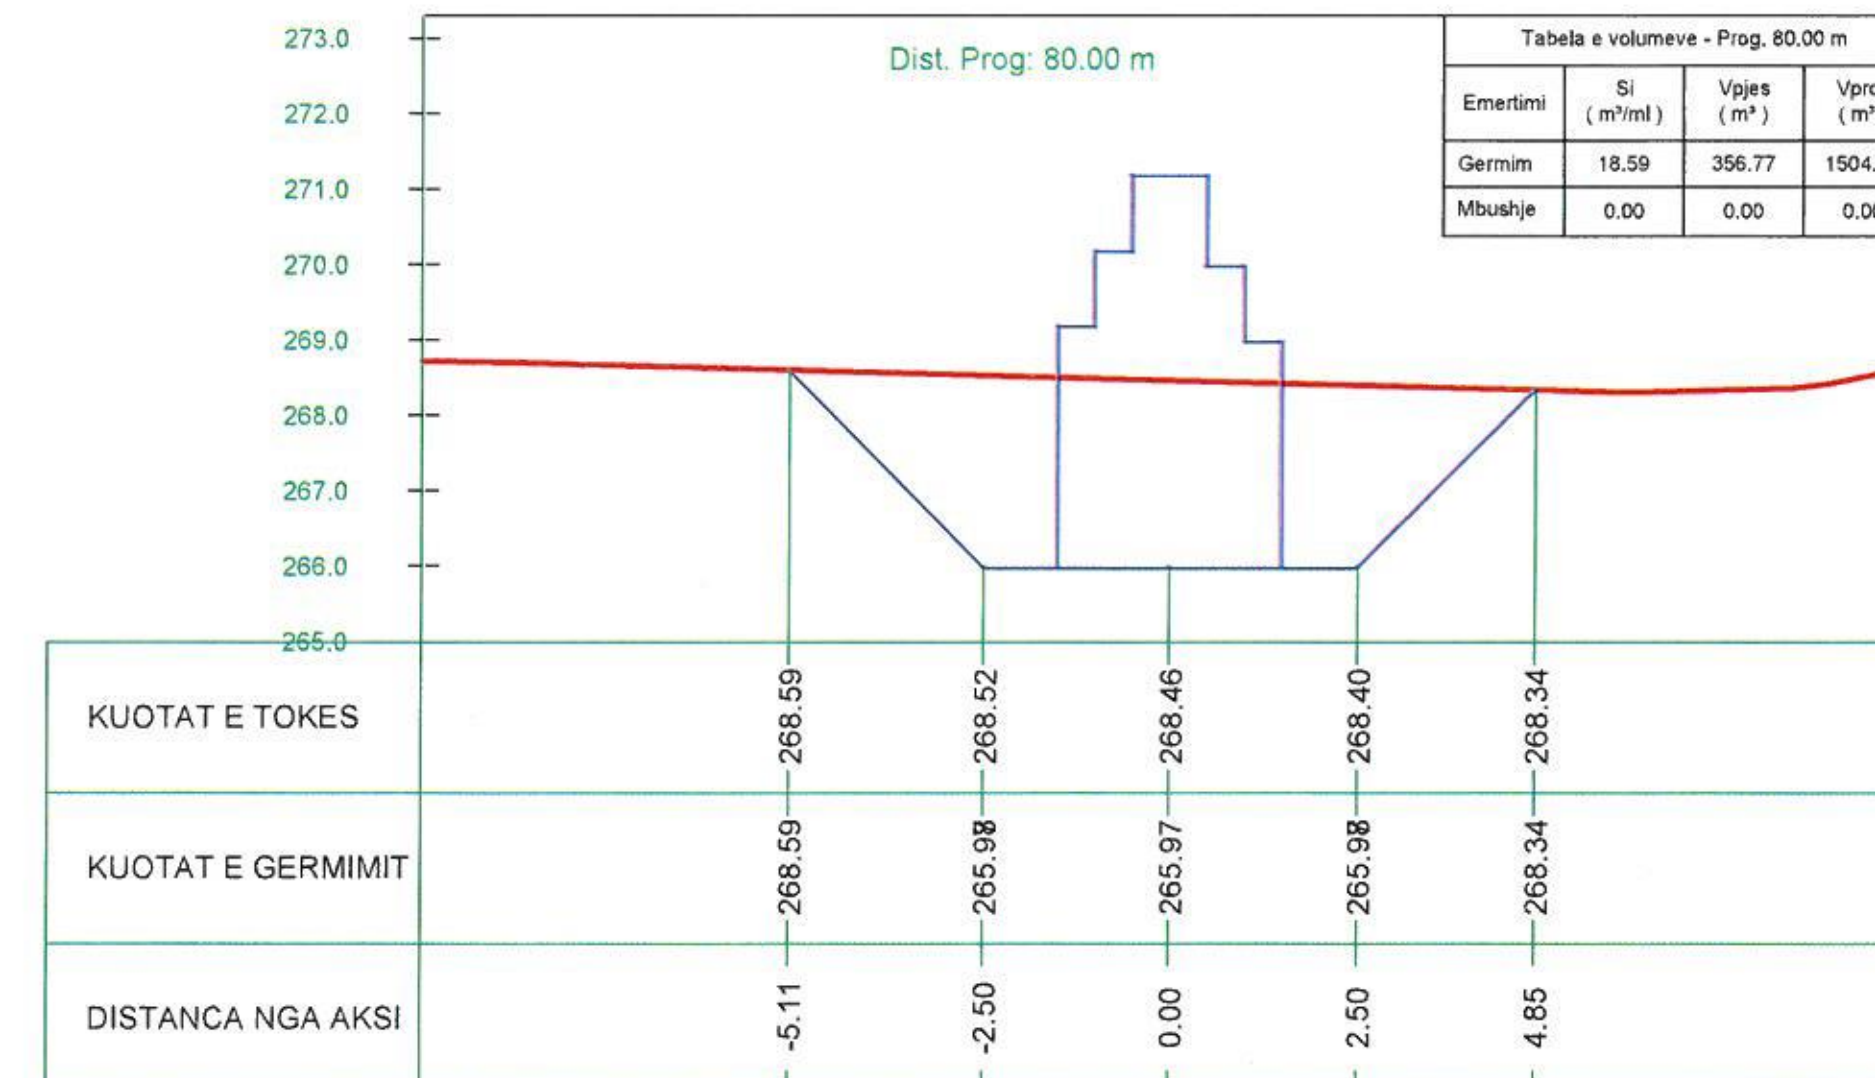 273.0
272.0
271.0
270.0
269.0
268.0
267.0
266.0
265.0
Dist. Prog: 80.00 m
Tabela e volumeve - Prog. 80.00 m
Emertimi Si Vpjes
( m³/ml ) ( m³ )
Germim 18.59 356.77 1504.
Mbushje 0.00 0.00
KUOTAT E TOKES 268.59 268.52 268.46 268.40 268.34
KUOTAT E GERMIMIT 268.59 265.98 265.97 265.98 268.34
DISTANCA NGA AKSI -5.11 -2.50 0.00 2.50 4.85